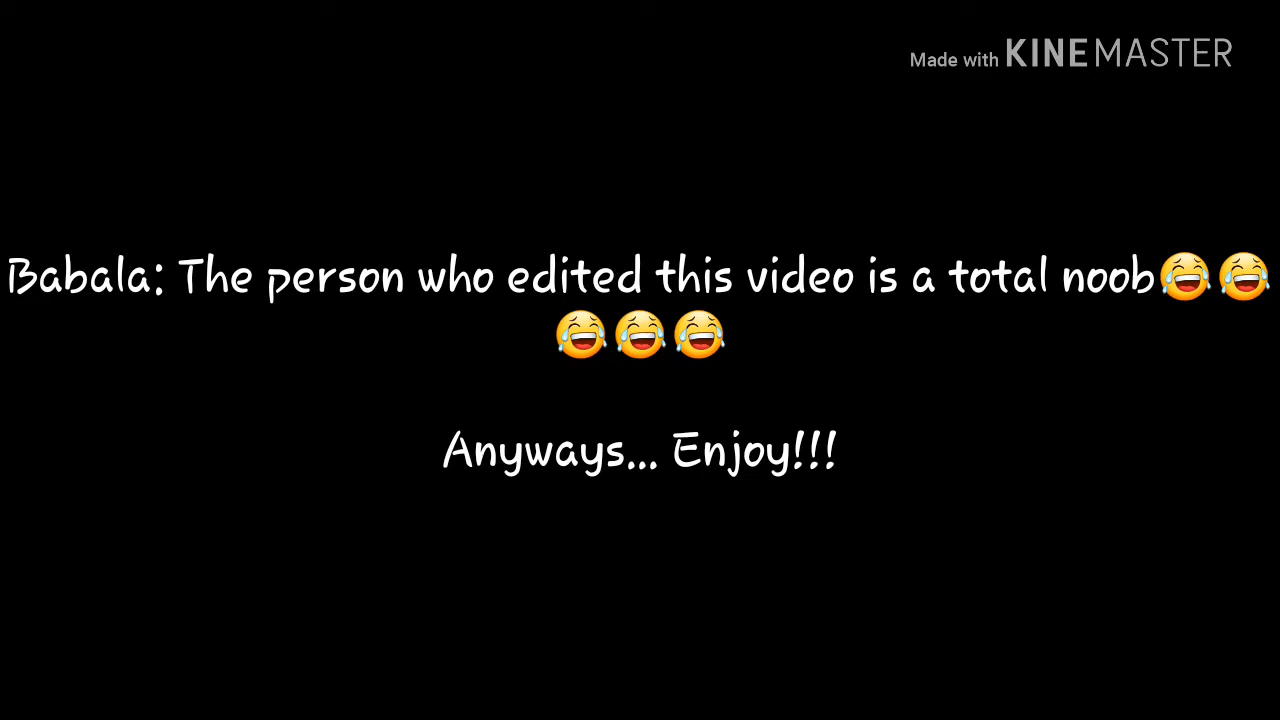 Made with KINEMASTER
Babala: The person who edited this video is a total noob😂😂
😂😂😂
Anyways... Enjoy!!!